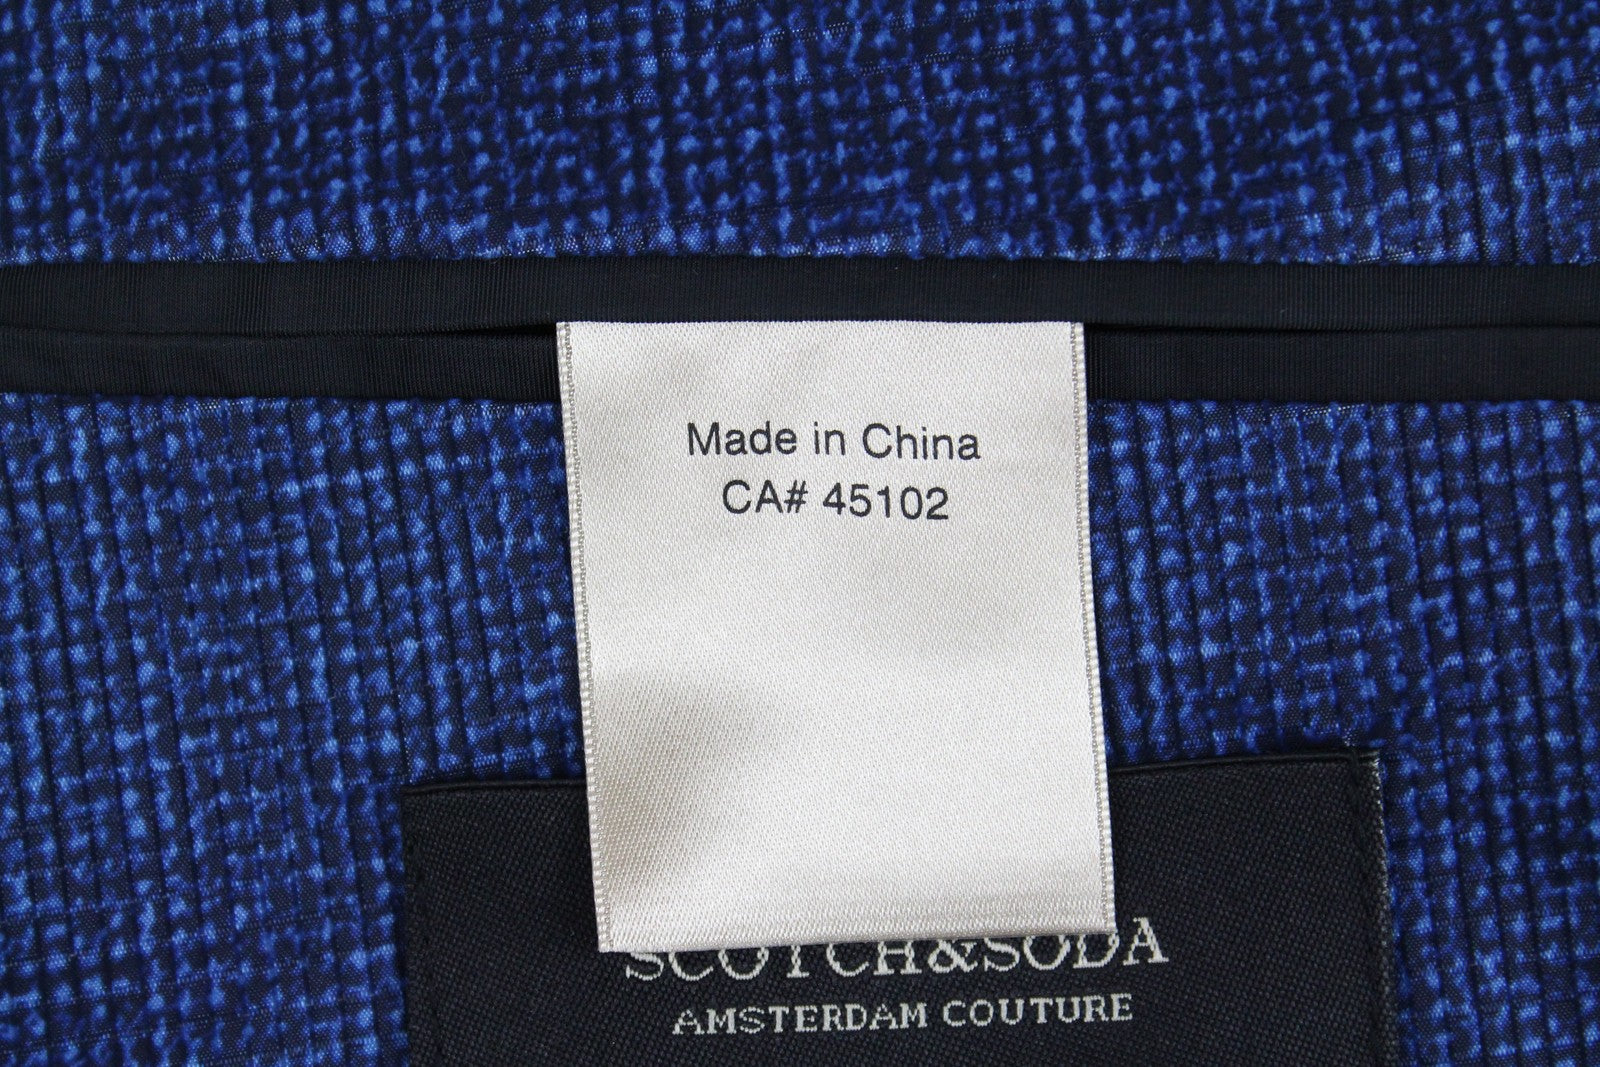 Made in China
CA# 45102
SCOTCH&SODA
AMSTERDAM COUTURE